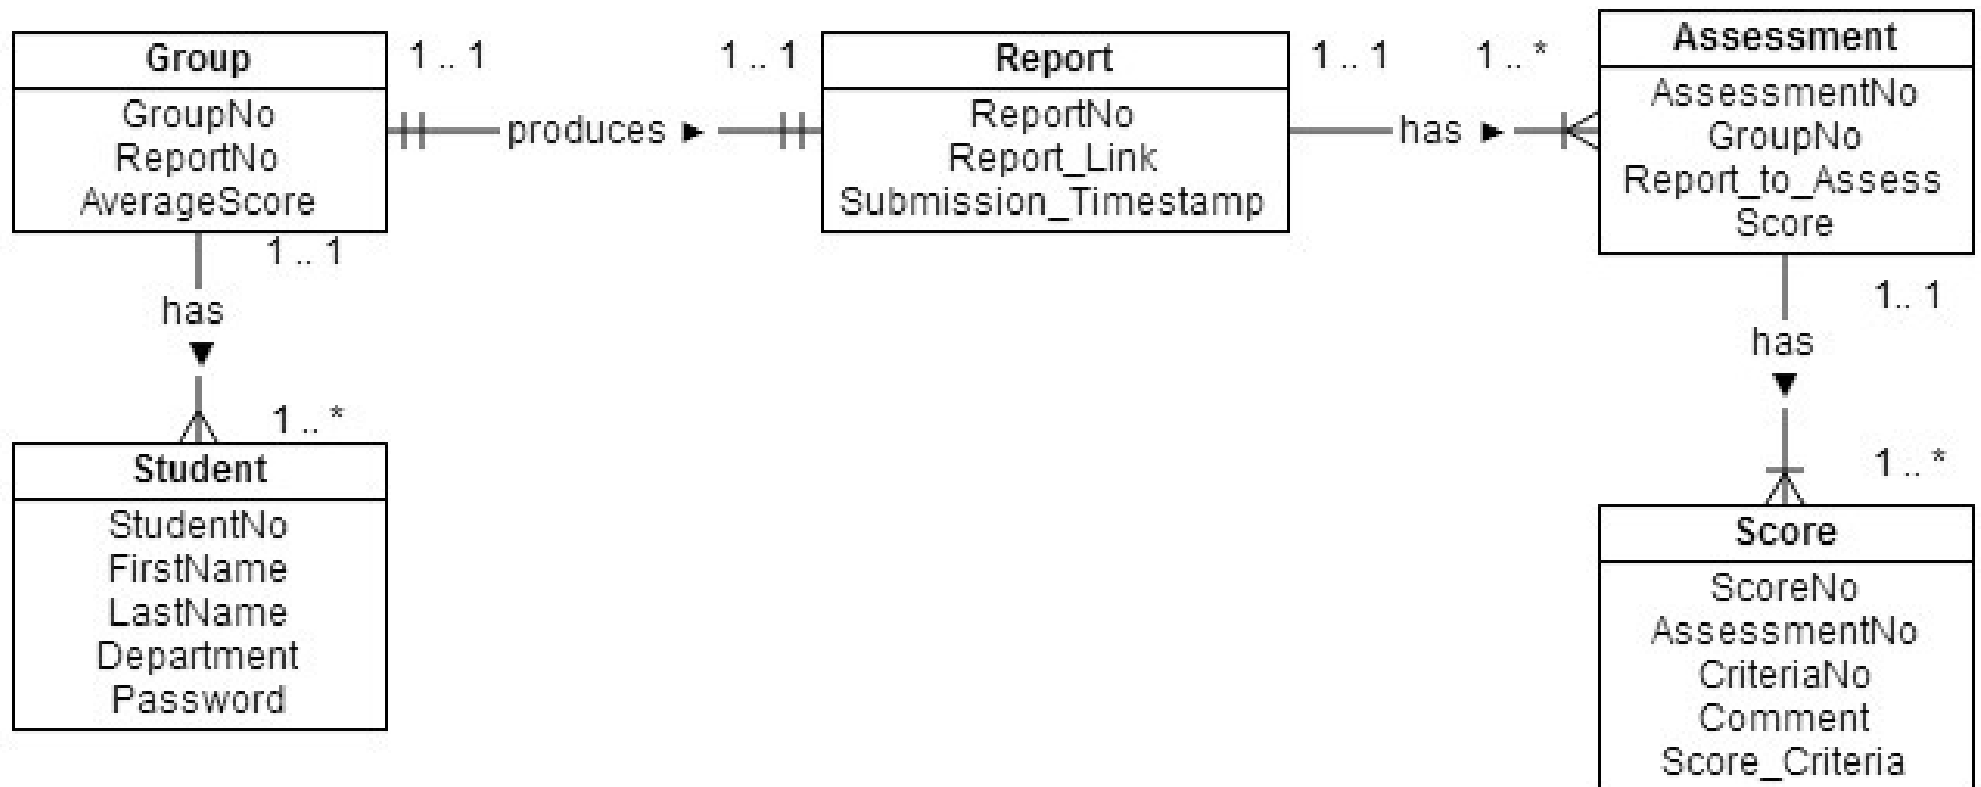 Group
GroupNo
ReportNo
AverageScore
1 .. 1
produces
1 .. 1
Report
ReportNo
Report_Link
Submission_Timestamp
1 .. 1
has
1 .. *
Assessment
AssessmentNo
GroupNo
Report_to_Assess
Score
1 .. 1
has
1 .. *
Student
StudentNo
FirstName
LastName
Department
Password
1.. 1
has
1 .. *
Score
ScoreNo
AssessmentNo
CriteriaNo
Comment
Score_Criteria